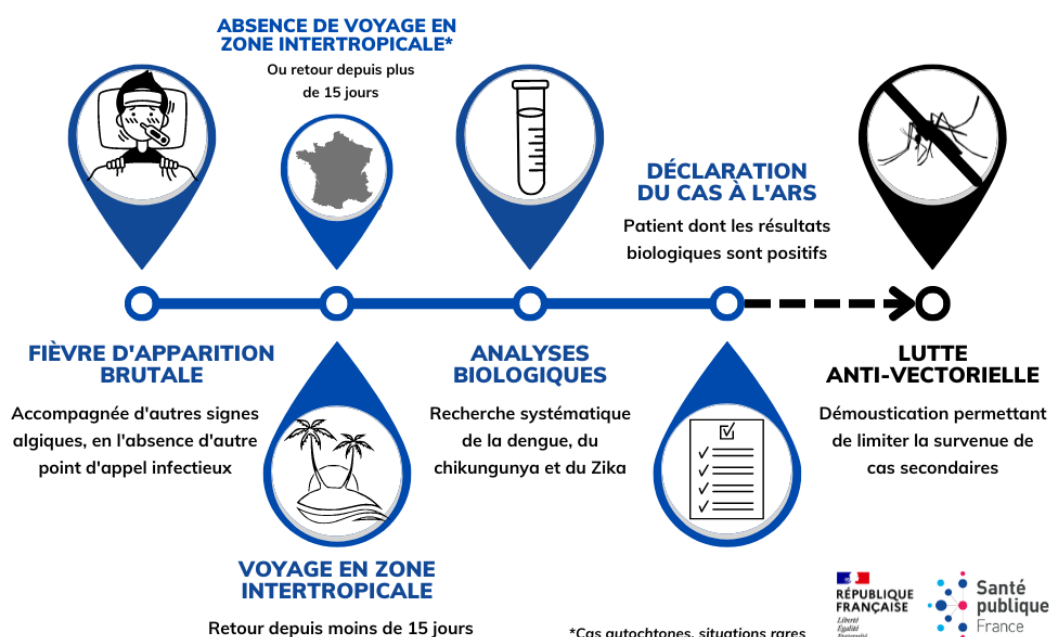 ABSENCE DE VOYAGE EN
ZONE INTERTROPICALE*
Ou retour depuis plus
de 15 jours
DÉCLARATION
DU CAS À L'ARS
Patient dont les résultats
biologiques sont positifs
FIÈVRE D'APPARITION
BRUTALE
Accompagnée d'autres signes
algiques, en l'absence d'autre
point d'appel infectieux
ANALYSES
BIOLOGIQUES
Recherche systématique
de la dengue, du
chikungunya et du Zika
LUTTE
ANTI-VECTORIELLE
Démoustication permettant
de limiter la survenue de
cas secondaires
VOYAGE EN ZONE
INTERTROPICALE
Retour depuis moins de 15 jours
*Cas autochtones, situations rares
RÉPUBLIQUE
FRANÇAISE
Liberté
Égalité
Fraternité
Santé
publique
France